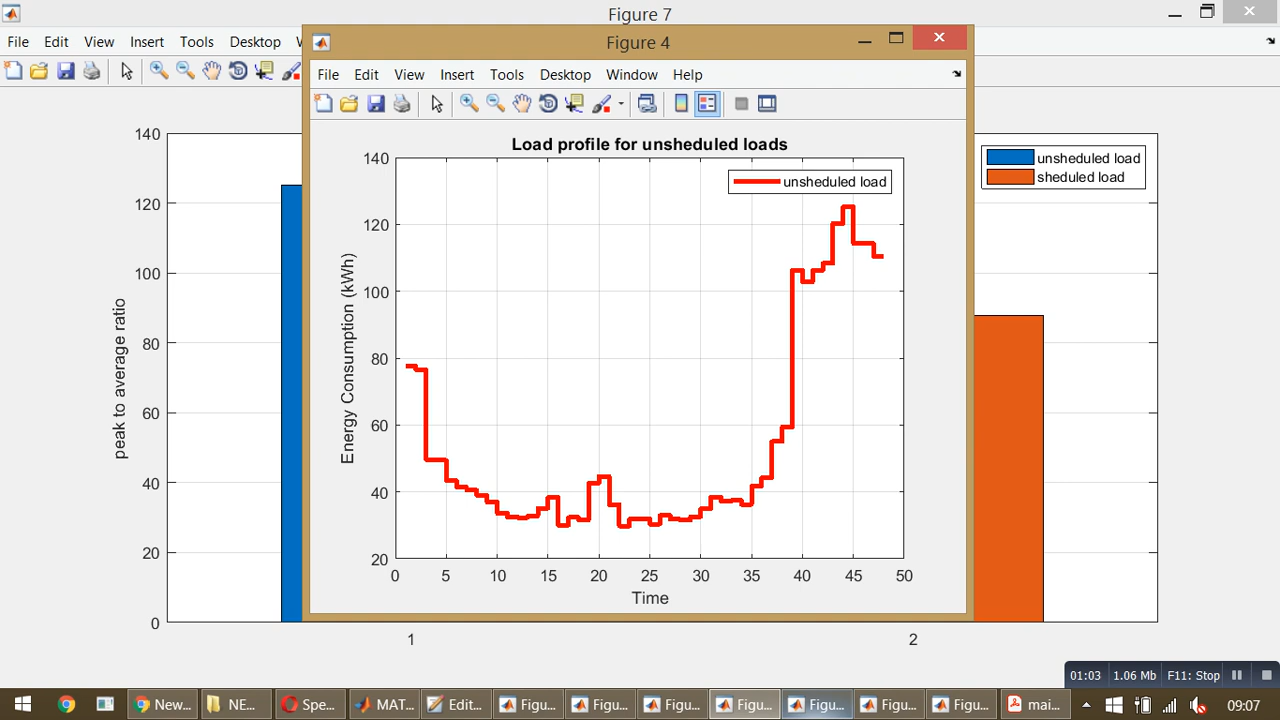 Figure 7
File Edit View Insert Tools Desktop W
Figure 4
File Edit View Insert Tools Desktop Window Help
Load profile for unsheduled loads
unsheduled load
Energy Consumption (kWh)
140
120
100
80
60
40
20
0 5 10 15 20 25 30 35 40 45 50
Time
peak to average ratio
140
120
100
80
60
40
20
0
1 2
unsheduled load
sheduled load
01:03 1.06 Mb F11: Stop
New... NE... Spe... MAT... Edit... Figu... Figu... Figu... Figu... Figu... Figu... Figu... mai... 09:07